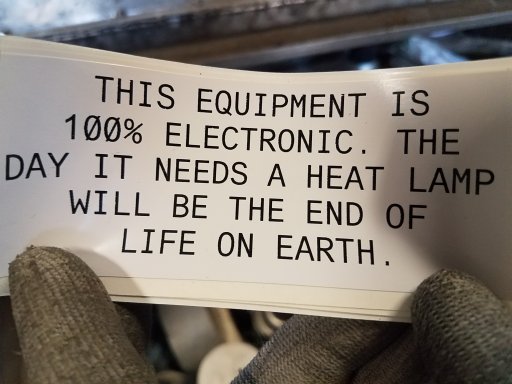 THIS EQUIPMENT IS
100% ELECTRONIC. THE
DAY IT NEEDS A HEAT LAMP
WILL BE THE END OF
LIFE ON EARTH.